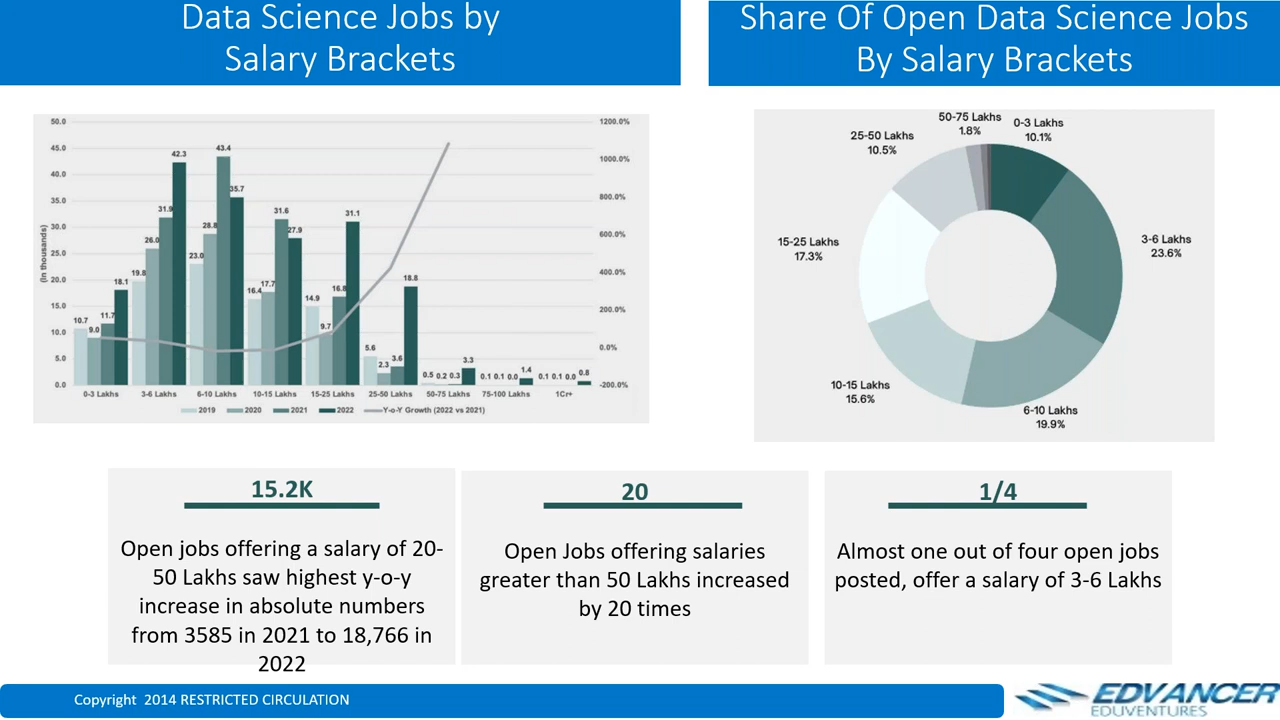 Data Science Jobs by
Salary Brackets
Share Of Open Data Science Jobs
By Salary Brackets
50.0
45.0
40.0
35.0
30.0
25.0
20.0
15.0
10.0
5.0
0.0
(In thousands)
1200.0%
1000.0%
800.0%
600.0%
400.0%
200.0%
0.0%
-200.0%
10.7 9.0 11.7 18.1
19.8 26.0 31.9 42.3
23.0 28.8 43.4 35.7
16.4 17.7 31.6 27.9
14.9 9.7 16.8 31.1
5.6 2.3 3.6 18.8
0.5 0.2 0.3 3.3
0.1 0.1 0.0 1.4
0.1 0.1 0.0 0.8
0-3 Lakhs 3-6 Lakhs 6-10 Lakhs 10-15 Lakhs 15-25 Lakhs 25-50 Lakhs 50-75 Lakhs 75-100 Lakhs 1Cr+
2019 2020 2021 2022 Y-o-Y Growth (2022 vs 2021)
50-75 Lakhs
1.8%
0-3 Lakhs
10.1%
25-50 Lakhs
10.5%
3-6 Lakhs
23.6%
15-25 Lakhs
17.3%
10-15 Lakhs
15.6%
6-10 Lakhs
19.9%
15.2K
Open jobs offering a salary of 20-
50 Lakhs saw highest y-o-y
increase in absolute numbers
from 3585 in 2021 to 18,766 in
2022
20
Open Jobs offering salaries
greater than 50 Lakhs increased
by 20 times
1/4
Almost one out of four open jobs
posted, offer a salary of 3-6 Lakhs
Copyright 2014 RESTRICTED CIRCULATION
EDVANCER
EDUVENTURES